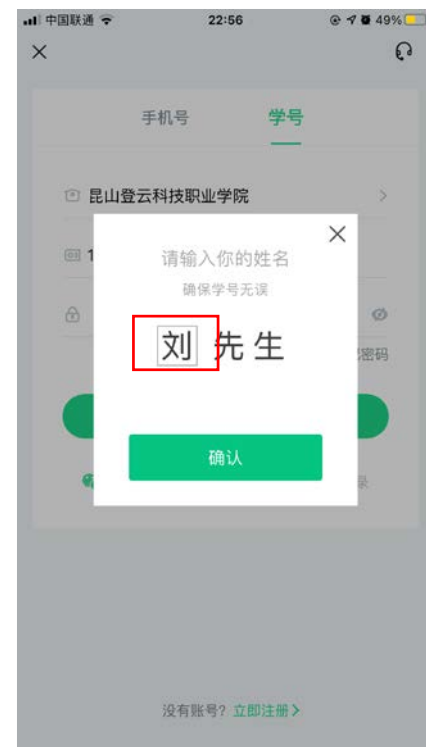 中国联通 22:56 49%
手机号 学号
昆山登云科技职业学院
1
请输入你的姓名
确保学号无误
刘 先生
密码
确认
录
没有账号? 立即注册